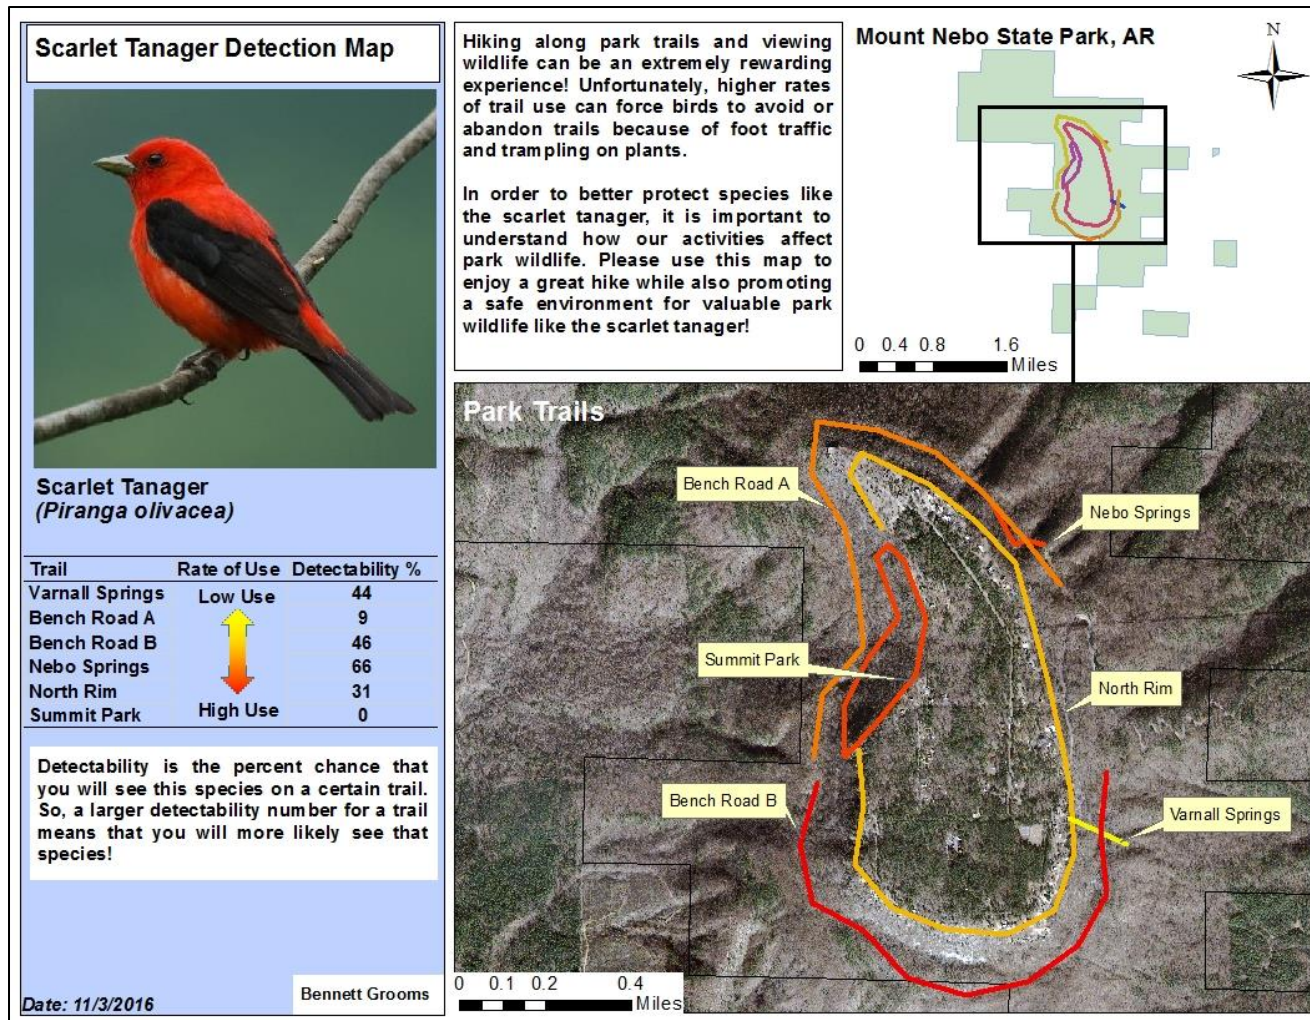 Scarlet Tanager Detection Map
Scarlet Tanager
(Piranga olivacea)
Trail Rate of Use Detectability %
Varnall Springs Low Use 44
Bench Road A 9
Bench Road B 46
Nebo Springs 66
North Rim 31
Summit Park High Use 0
Detectability is the percent chance that
you will see this species on a certain trail.
So, a larger detectability number for a trail
means that you will more likely see that
species!
Date: 11/3/2016
Bennett Grooms
Hiking along park trails and viewing
wildlife can be an extremely rewarding
experience! Unfortunately, higher rates
of trail use can force birds to avoid or
abandon trails because of foot traffic
and trampling on plants.
In order to better protect species like
the scarlet tanager, it is important to
understand how our activities affect
park wildlife. Please use this map to
enjoy a great hike while also promoting
a safe environment for valuable park
wildlife like the scarlet tanager!
Mount Nebo State Park, AR
N
0 0.4 0.8 1.6
Miles
Park Trails
Bench Road A
Nebo Springs
Summit Park
North Rim
Bench Road B
Varnall Springs
0 0.1 0.2 0.4
Miles